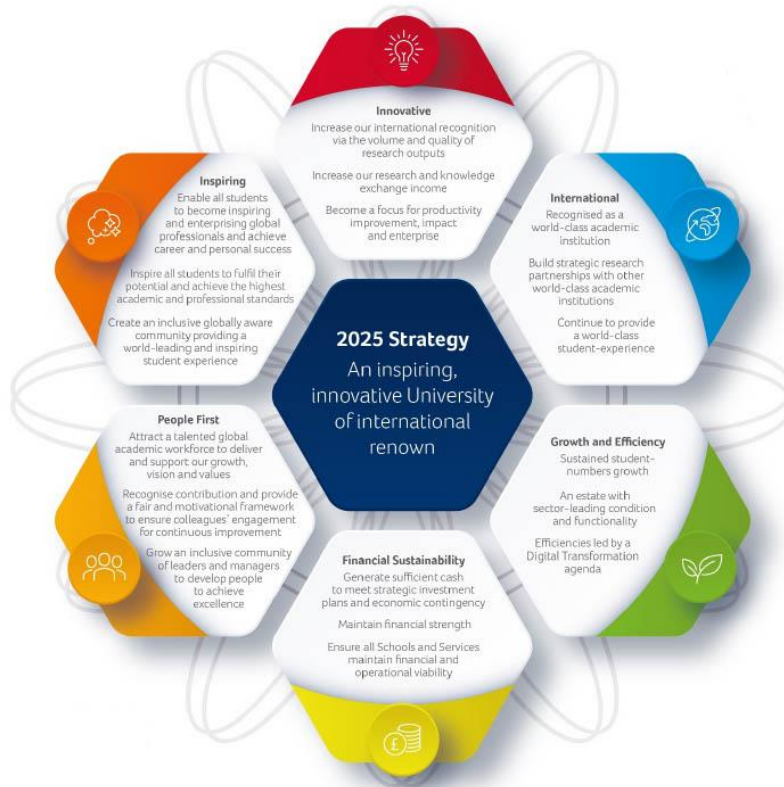 Innovative
Increase our international recognition
via the volume and quality of
research outputs
Increase our research and knowledge
exchange income
Become a focus for productivity
improvement, impact
and enterprise
International
Recognised as a
world-class academic
institution
Build strategic research
partnerships with other
world-class academic
institutions
Continue to provide
a world-class
student-experience
Growth and Efficiency
Sustained student-
numbers growth
An estate with
sector-leading condition
and functionality
Efficiencies led by a
Digital Transformation
agenda
Financial Sustainability
Generate sufficient cash
to meet strategic investment
plans and economic contingency
Maintain financial strength
Ensure all Schools and Services
maintain financial and
operational viability
£
People First
Attract a talented global
academic workforce to deliver
and support our growth,
vision and values
Recognise contribution and provide
a fair and motivational framework
to ensure colleagues' engagement
for continuous improvement
Grow an inclusive community
of leaders and managers
to develop people
to achieve
excellence
Inspiring
Enable all students
to become inspiring
and enterprising global
professionals and achieve
career and personal success
Inspire all students to fulfil their
potential and achieve the highest
academic and professional standards
Create an inclusive globally aware
community providing a
world-leading and inspiring
student experience
2025 Strategy
An inspiring,
innovative University
of international
renown